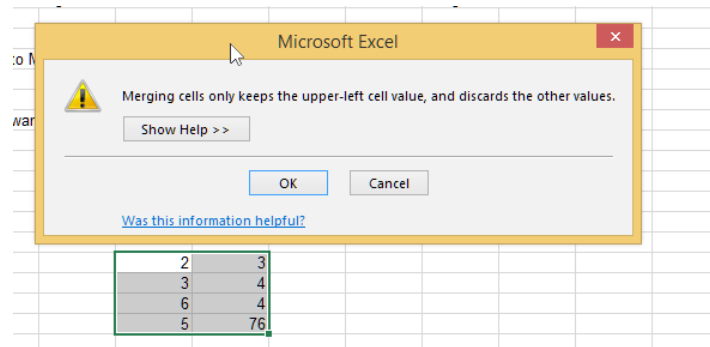 Microsoft Excel
to
Merging cells only keeps the upper-left cell value, and discards the other values.
Show Help >>
OK Cancel
Was this information helpful?
2 3
3 4
6 4
5 76